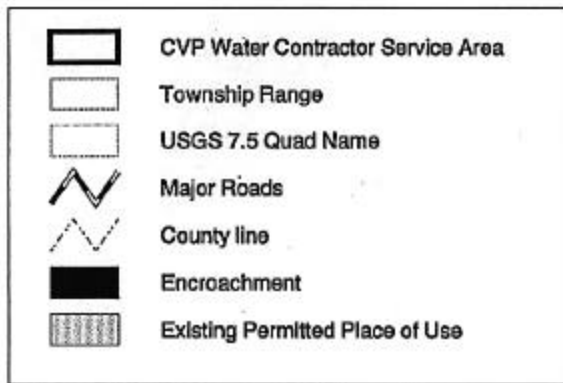 CVP Water Contractor Service Area
Township Range
USGS 7.5 Quad Name
Major Roads
County line
Encroachment
Existing Permitted Place of Use